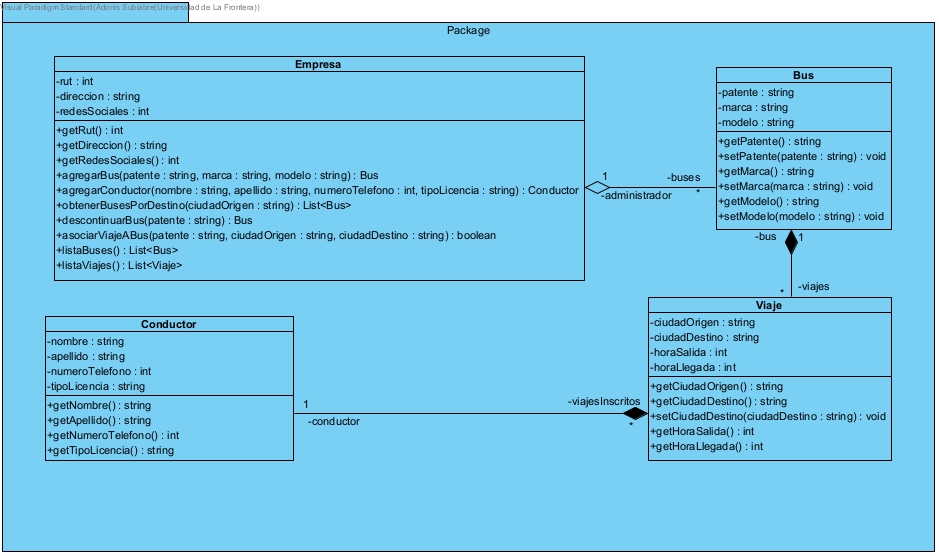 Visual Paradigm Standard(Adonis Subiabre(Universidad de La Frontera))
Package
Empresa
-rut : int
-direccion : string
-redesSociales : int
+getRut() : int
+getDireccion() : string
+getRedesSociales() : int
+agregarBus(patente : string, marca : string, modelo : string) : Bus
+agregarConductor(nombre : string, apellido : string, numeroTelefono : int, tipoLicencia : string) : Conductor
+obtenerBusesPorDestino(ciudadOrigen : string) : List<Bus>
+descontinuarBus(patente : string) : Bus
+asociarViajeABus(patente : string, ciudadOrigen : string, ciudadDestino : string) : boolean
+listaBuses() : List<Bus>
+listaViajes() : List<Viaje>
1
-administrador
-buses
*
Bus
-patente : string
-marca : string
-modelo : string
+getPatente() : string
+setPatente(patente : string) : void
+getMarca() : string
+setMarca(marca : string) : void
+getModelo() : string
+setModelo(modelo : string) : void
-bus
1
*
-viajes
Conductor
-nombre : string
-apellido : string
-numeroTelefono : int
-tipoLicencia : string
+getNombre() : string
+getApellido() : string
+getNumeroTelefono() : int
+getTipoLicencia() : string
1
-conductor
-viajesInscritos
*
Viaje
-ciudadOrigen : string
-ciudadDestino : string
-horaSalida : int
-horaLlegada : int
+getCiudadOrigen() : string
+getCiudadDestino() : string
+setCiudadDestino(ciudadDestino : string) : void
+getHoraSalida() : int
+getHoraLlegada() : int